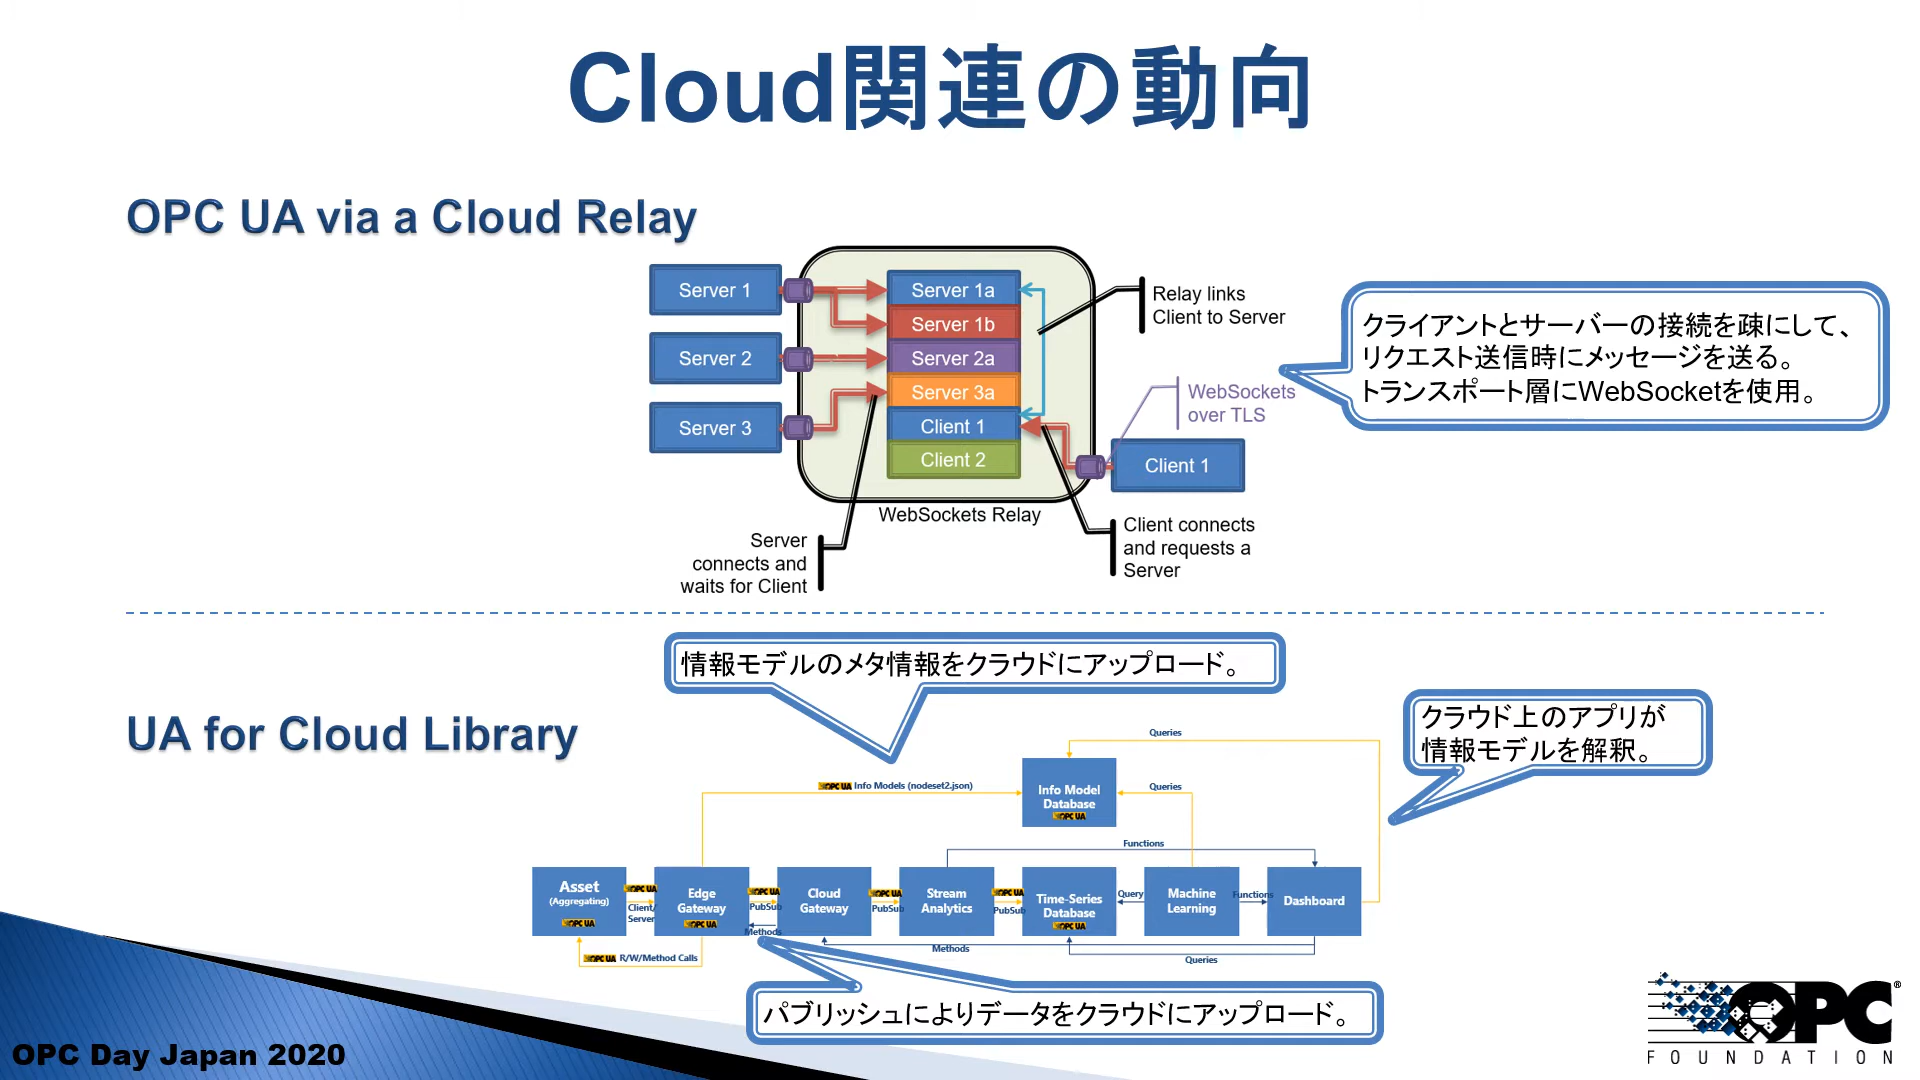 Cloud関連の動向
OPC UA via a Cloud Relay
Server 1
Server 2
Server 3
Server 1a
Server 1b
Server 2a
Server 3a
Client 1
Client 2
WebSockets Relay
Relay links
Client to Server
WebSockets
over TLS
Client 1
Server
connects and
waits for Client
Client connects
and requests a
Server
クライアントとサーバーの接続を疎にして、
リクエスト送信時にメッセージを送る。
トランスポート層にWebSocketを使用。
情報モデルのメタ情報をクラウドにアップロード。
UA for Cloud Library
クラウド上のアプリが
情報モデルを解釈。
Queries
OPC UA Info Models (nodeset2.json)
Info Model
Database
OPC UA
Queries
Functions
Asset
(Aggregating)
OPC UA
OPC UA
Client/
Server
Edge
Gateway
OPC UA
OPC UA
PubSub
Methods
Cloud
Gateway
OPC UA
PubSub
Stream
Analytics
OPC UA
PubSub
Time-Series
Database
OPC UA
Query
Machine
Learning
Functions
Dashboard
OPC UA R/W/Method Calls
Methods
Queries
パブリッシュによりデータをクラウドにアップロード。
OPC Day Japan 2020
OPC®
FOUNDATION